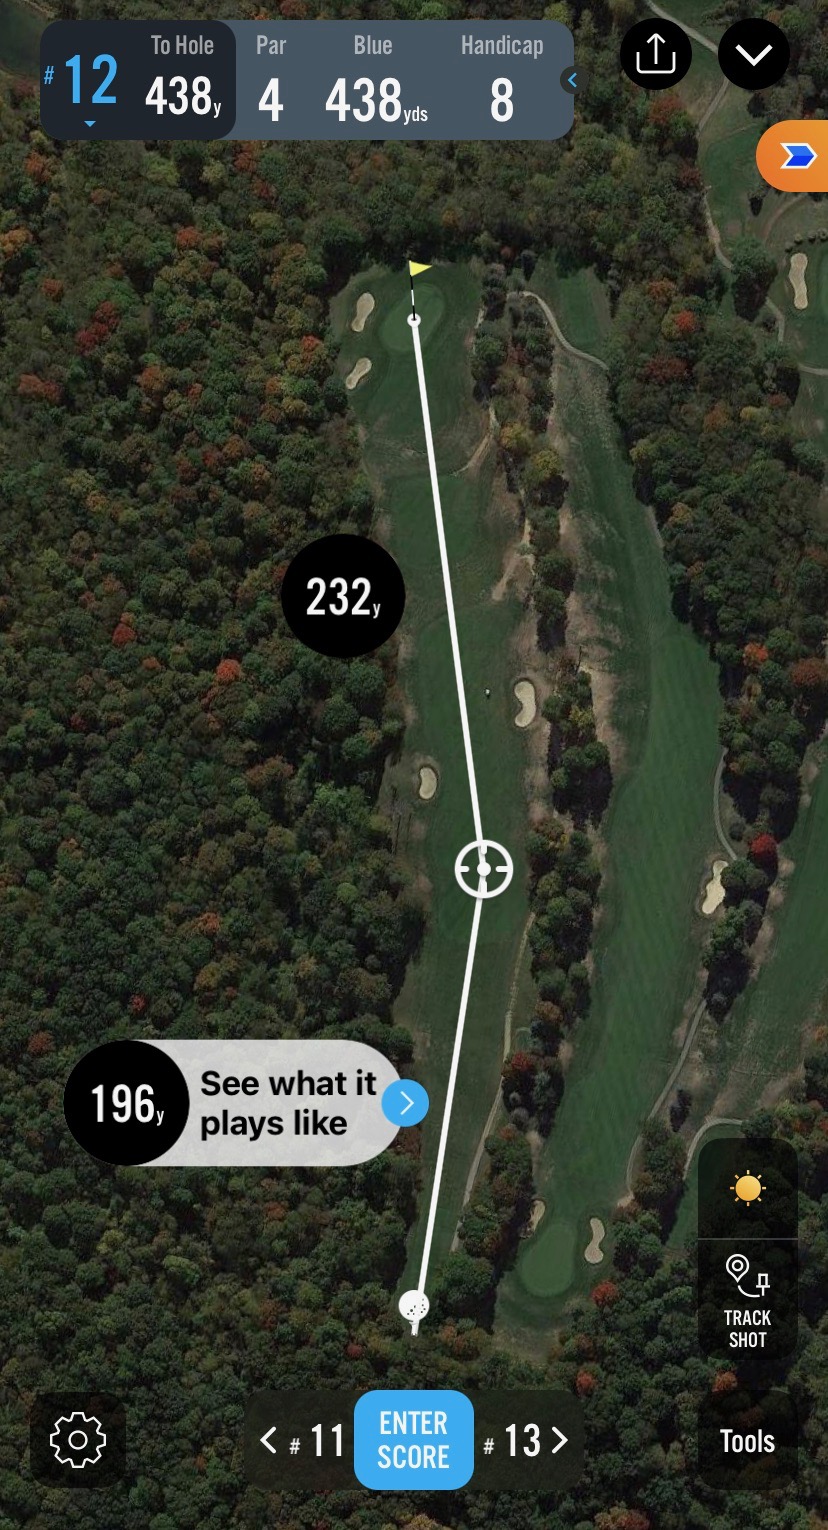 # 12
To Hole
438y
Par
4
Blue
438yds
Handicap
8
232y
196y
See what it
plays like
TRACK
SHOT
# 11
ENTER
SCORE
# 13
Tools